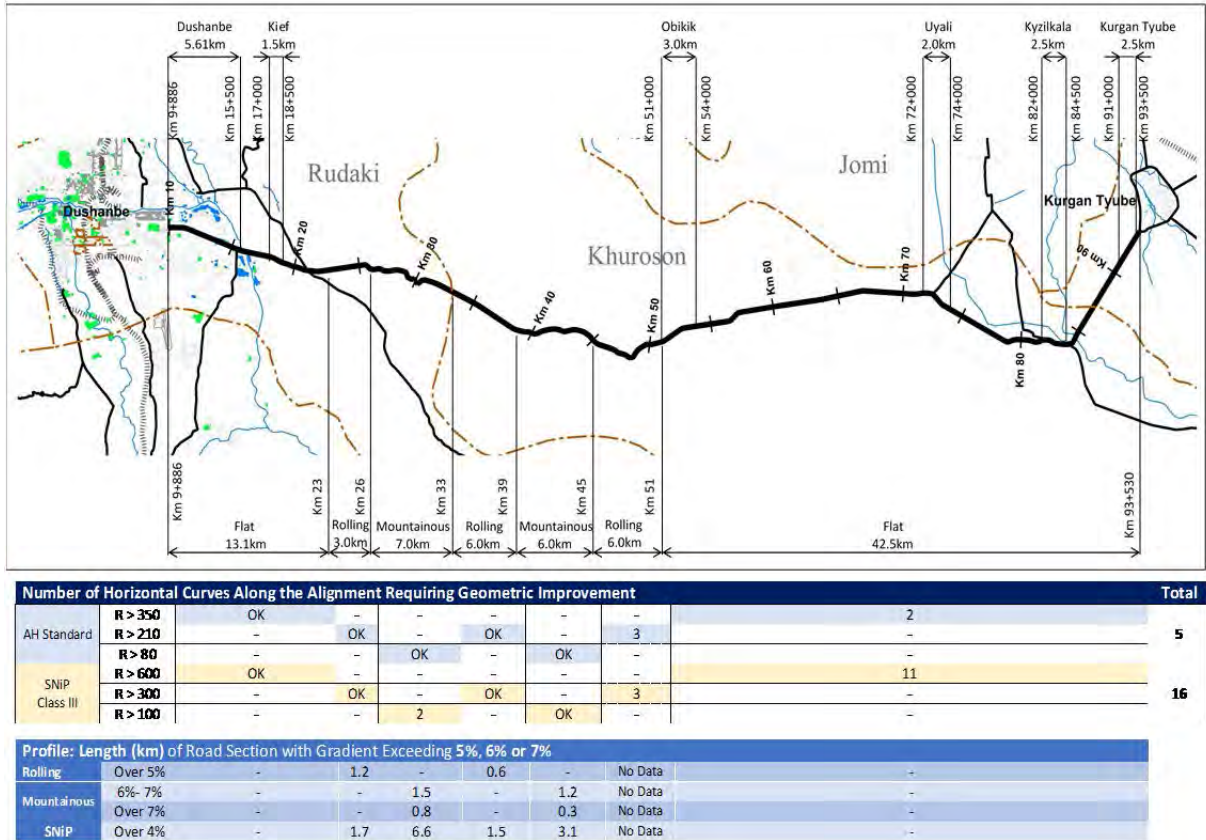 Dushanbe Kief Obikik Uyali Kyzilkala Kurgan Tyube
5.61km 1.5km 3.0km 2.0km 2.5km 2.5km
Km 9+886
Km 15+500
Km 17+000
Km 18+500
Km 51+000
Km 54+000
Km 72+000
Km 74+000
Km 82+000
Km 84+500
Km 91+000
Km 93+500
Rudaki
Jomi
Khuroson
Dushanbe
Kurgan Tyube
Km 10
Km 20
Km 30
Km 40
Km 50
Km 60
Km 70
Km 80
Km 90
Km 9+886
Km 23
Km 26
Km 33
Km 39
Km 45
Km 51
Km 93+530
Flat Rolling Mountainous Rolling Mountainous Rolling Flat
13.1km 3.0km 7.0km 6.0km 6.0km 6.0km 42.5km
Number of Horizontal Curves Along the Alignment Requiring Geometric Improvement Total
AH Standard
R > 350 OK - - - - - 2
R > 210 - OK - OK - 3 - 5
R > 80 - - OK - OK - -
SNiP
Class III
R > 600 OK - - - - - 11
R > 300 - OK - OK - 3 - 16
R > 100 - - 2 - OK - -
Profile: Length (km) of Road Section with Gradient Exceeding 5%, 6% or 7%
Rolling Over 5% - 1.2 - 0.6 - No Data -
Mountainous
6%- 7% - - 1.5 - 1.2 No Data -
Over 7% - - 0.8 - 0.3 No Data -
SNiP Over 4% - 1.7 6.6 1.5 3.1 No Data -